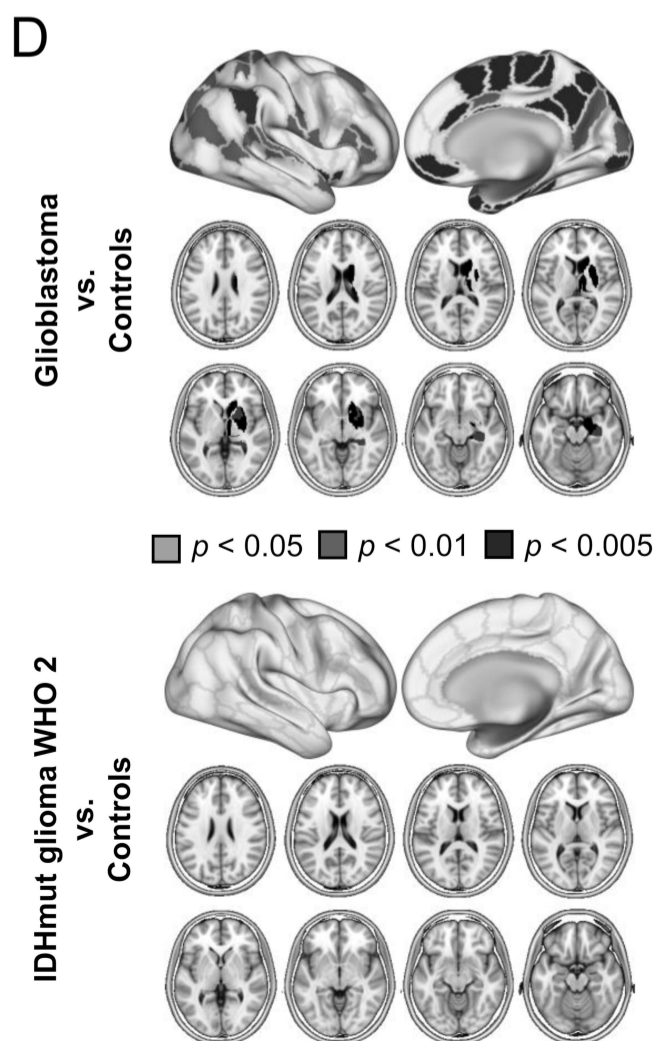 D
Glioblastoma
vs.
Controls
p < 0.05 p < 0.01 p < 0.005
IDHmut glioma WHO 2
vs.
Controls